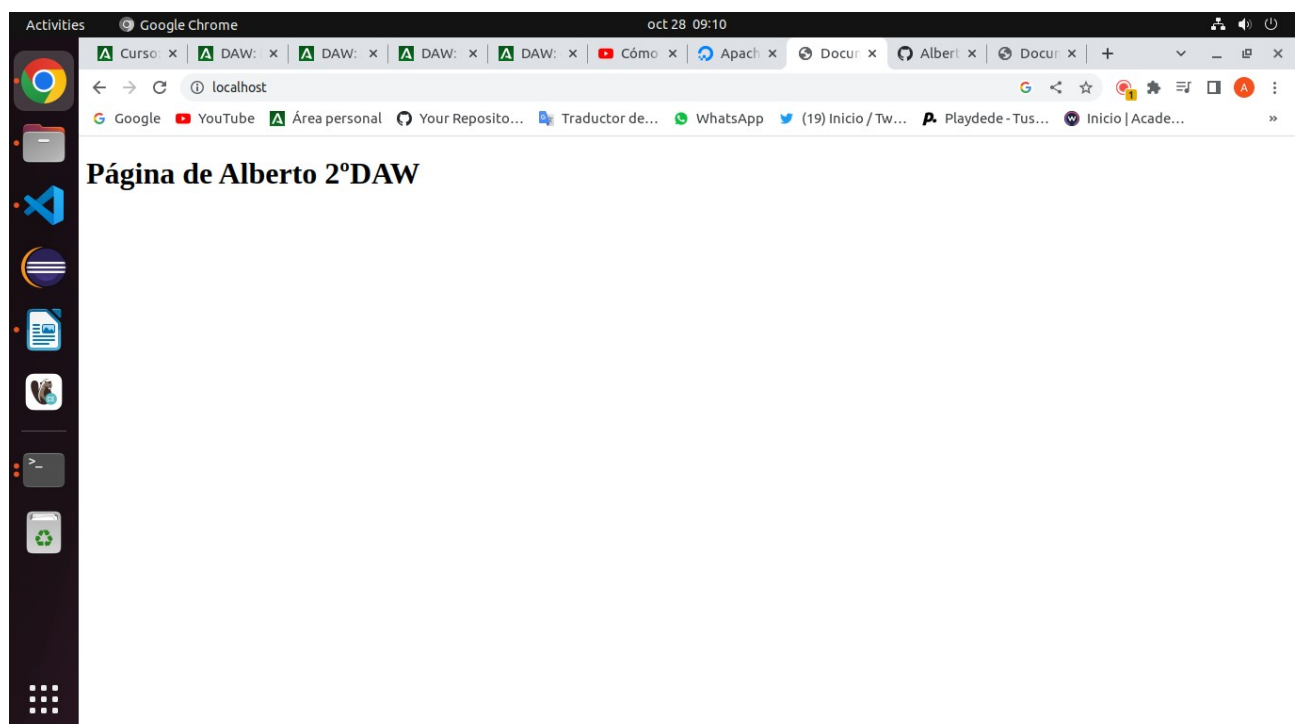 Activities Google Chrome oct 28 09:10
Curso: DAW: DAW: DAW: DAW: Cómo Apach Docur Albert Docur
localhost
Google YouTube Área personal Your Reposito... Traductor de... WhatsApp (19) Inicio / Tw... Playdede - Tus... Inicio | Acade... »
Página de Alberto 2ºDAW